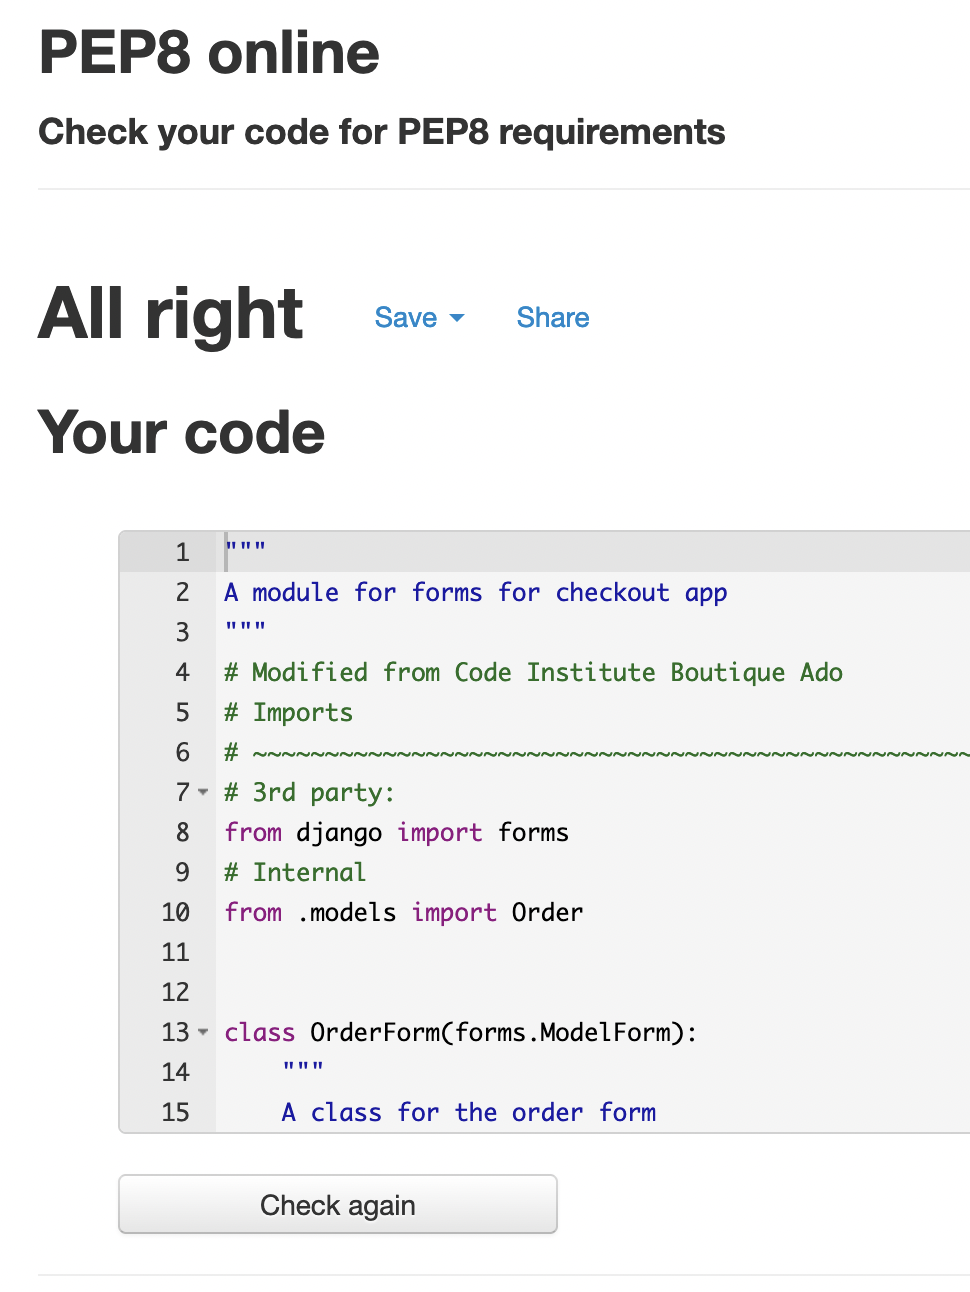 PEP8 online
Check your code for PEP8 requirements
All right Save Share
Your code
1 """
2 A module for forms for checkout app
3 """
4 # Modified from Code Institute Boutique Ado
5 # Imports
6 # ~~~~~~~~~~~~~~~~~~~~~~~~~~~~~~~~~~~~~~~~~~~~~~~~~~
7 # 3rd party:
8 from django import forms
9 # Internal
10 from .models import Order
11
12
13 class OrderForm(forms.ModelForm):
14     """
15     A class for the order form
Check again